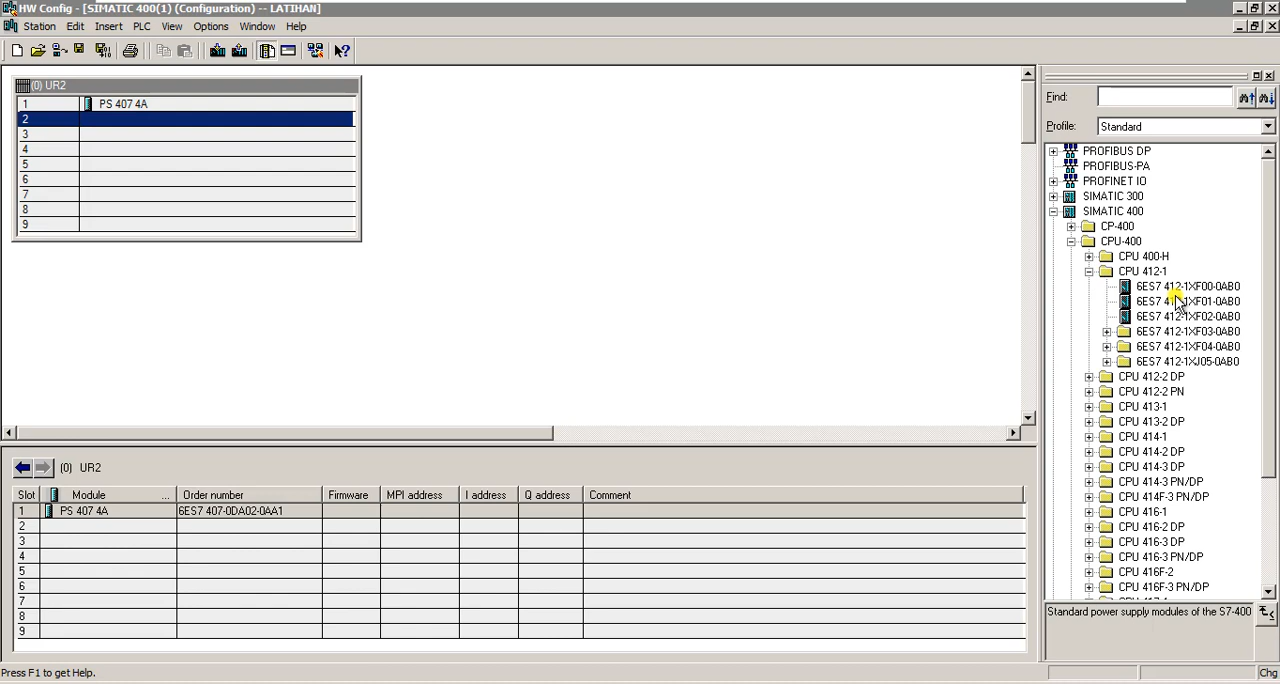 HW Config - [SIMATIC 400(1) (Configuration) -- LATIHAN]
Station Edit Insert PLC View Options Window Help
(0) UR2
1 PS 407 4A
2
3
4
5
6
7
8
9
Find:
Profile: Standard
PROFIBUS DP
PROFIBUS-PA
PROFINET IO
SIMATIC 300
SIMATIC 400
CP-400
CPU-400
CPU 400-H
CPU 412-1
6ES7 412-1XF00-0AB0
6ES7 412-1XF01-0AB0
6ES7 412-1XF02-0AB0
6ES7 412-1XF03-0AB0
6ES7 412-1XF04-0AB0
6ES7 412-1XJ05-0AB0
CPU 412-2 DP
CPU 412-2 PN
CPU 413-1
CPU 413-2 DP
CPU 414-1
CPU 414-2 DP
CPU 414-3 DP
CPU 414-3 PN/DP
CPU 414F-3 PN/DP
CPU 416-1
CPU 416-2 DP
CPU 416-3 DP
CPU 416-3 PN/DP
CPU 416F-2
CPU 416F-3 PN/DP
Standard power supply modules of the S7-400
(0) UR2
Slot Module ... Order number Firmware MPI address I address Q address Comment
1 PS 407 4A 6ES7 407-0DA02-0AA1
2
3
4
5
6
7
8
9
Press F1 to get Help.
Chg